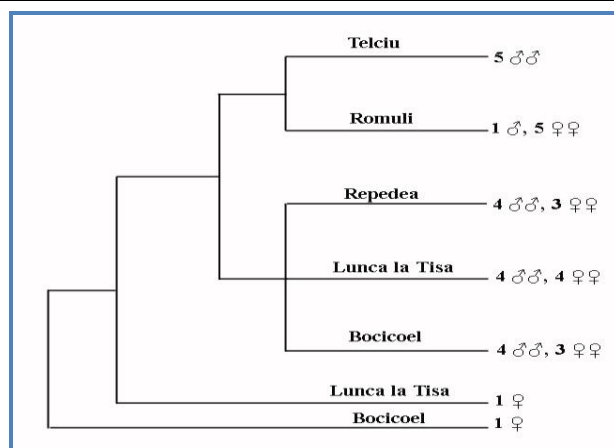 Telciu
5 ♂♂
Romuli
1 ♂, 5 ♀♀
Repedea
4 ♂♂, 3 ♀♀
Lunca la Tisa
4 ♂♂, 4 ♀♀
Bocicoel
4 ♂♂, 3 ♀♀
Lunca la Tisa
1 ♀
Bocicoel
1 ♀